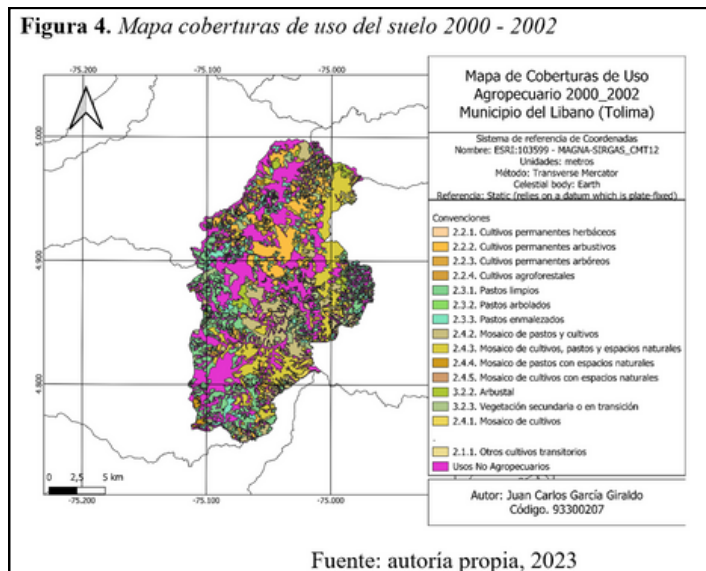 Figura 4. Mapa coberturas de uso del suelo 2000 - 2002
-75.200 -75.100 -75.000
5.000
4.900
4.800
0 2,5 5 km
-75.200 -75.100 -75.000
Mapa de Coberturas de Uso
Agropecuario 2000_2002
Municipio del Libano (Tolima)
Sistema de referencia de Coordenadas
Nombre: ESRI:103599 - MAGNA-SIRGAS_CMT12
Unidades: metros
Método: Transverse Mercator
Celestial body: Earth
Referencia: Static (relies on a datum which is plate-fixed)
Convenciones
2.2.1. Cultivos permanentes herbáceos
2.2.2. Cultivos permanentes arbustivos
2.2.3. Cultivos permanentes arbóreos
2.2.4. Cultivos agroforestales
2.3.1. Pastos limpios
2.3.2. Pastos arbolados
2.3.3. Pastos enmalezados
2.4.2. Mosaico de pastos y cultivos
2.4.3. Mosaico de cultivos, pastos y espacios naturales
2.4.4. Mosaico de pastos con espacios naturales
2.4.5. Mosaico de cultivos con espacios naturales
3.2.2. Arbustal
3.2.3. Vegetación secundaria o en transición
2.4.1. Mosaico de cultivos
-
2.1.1. Otros cultivos transitorios
Usos No Agropecuarios
Autor: Juan Carlos García Giraldo
Código. 93300207
Fuente: autoría propia, 2023